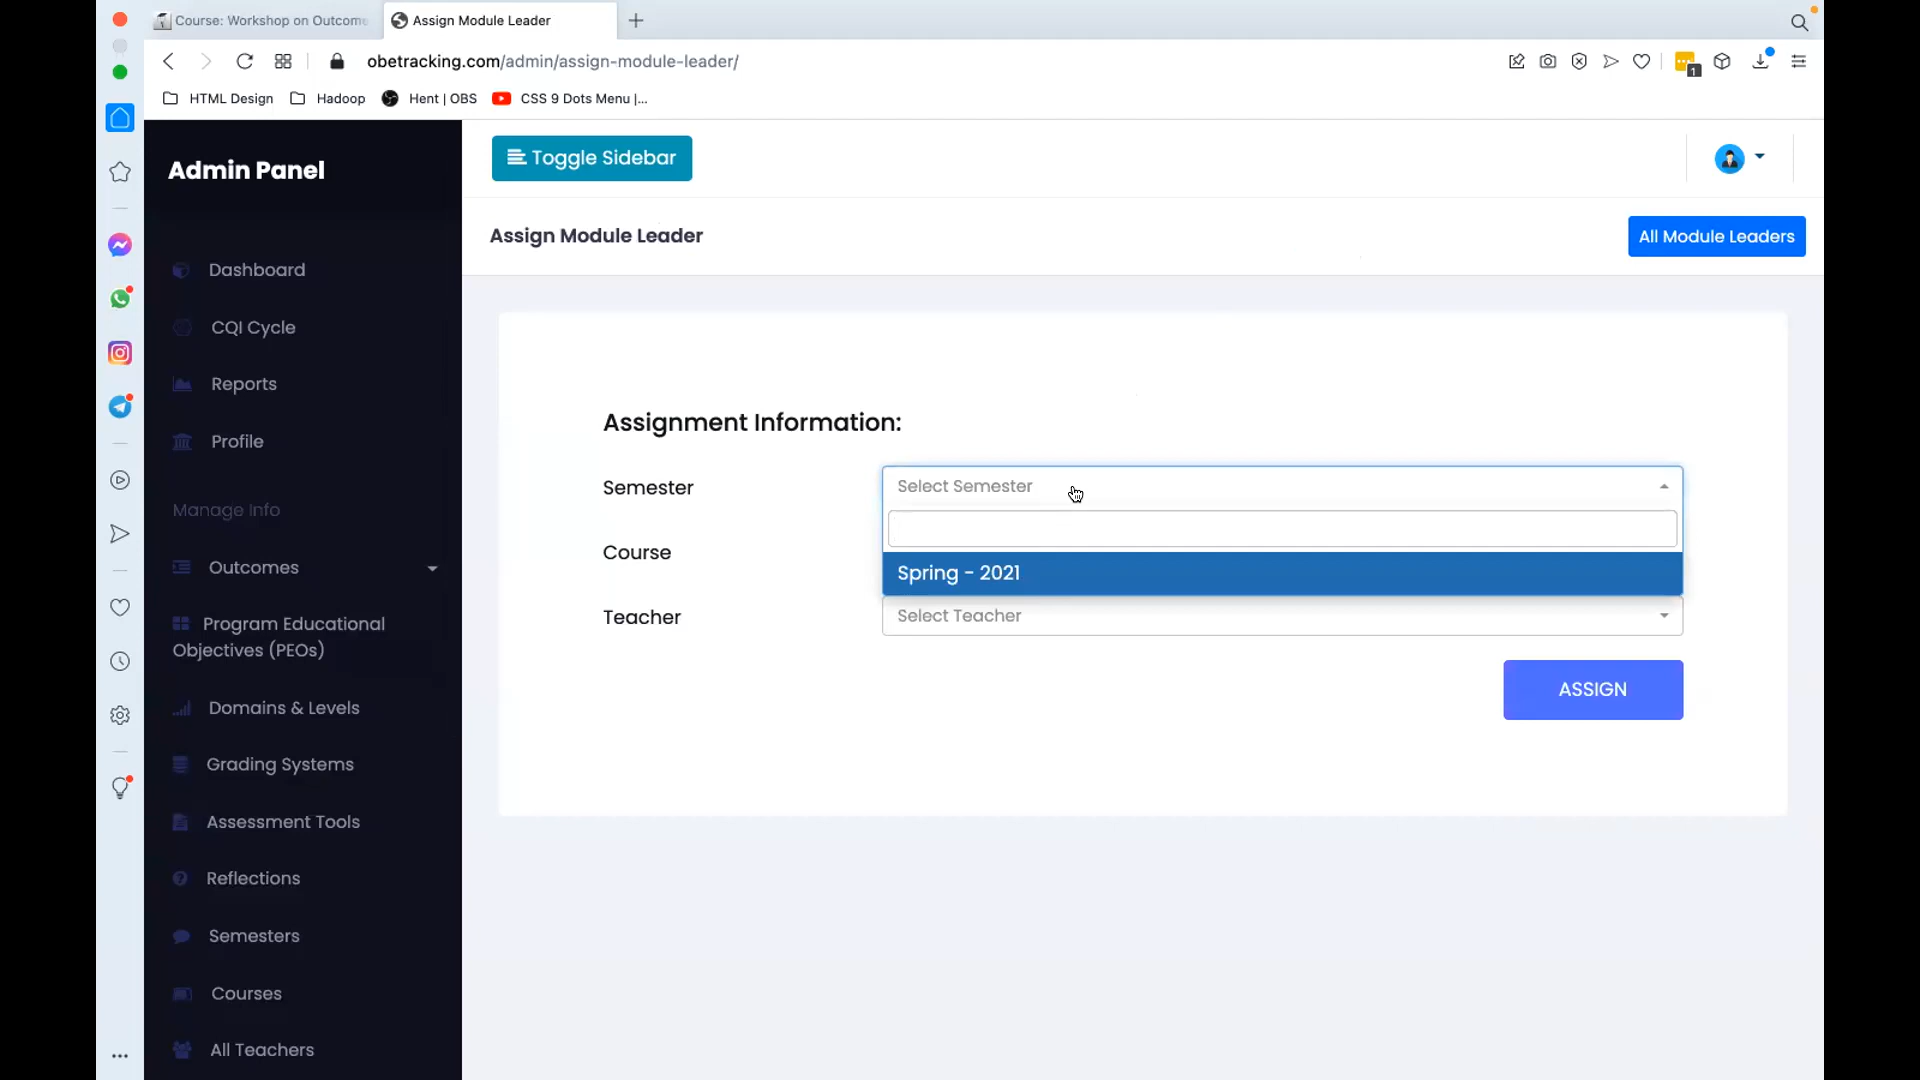 Course: Workshop on Outcome
Assign Module Leader
obetracking.com/admin/assign-module-leader/
1
HTML Design
Hadoop
Hent | OBS
CSS 9 Dots Menu |...
Admin Panel
Toggle Sidebar
Assign Module Leader
All Module Leaders
Dashboard
CQI Cycle
Reports
Profile
Manage Info
Outcomes
Program Educational
Objectives (PEOs)
Domains & Levels
Grading Systems
Assessment Tools
Reflections
Semesters
Courses
All Teachers
Assignment Information:
Semester
Select Semester
Spring - 2021
Course
Teacher
Select Teacher
ASSIGN